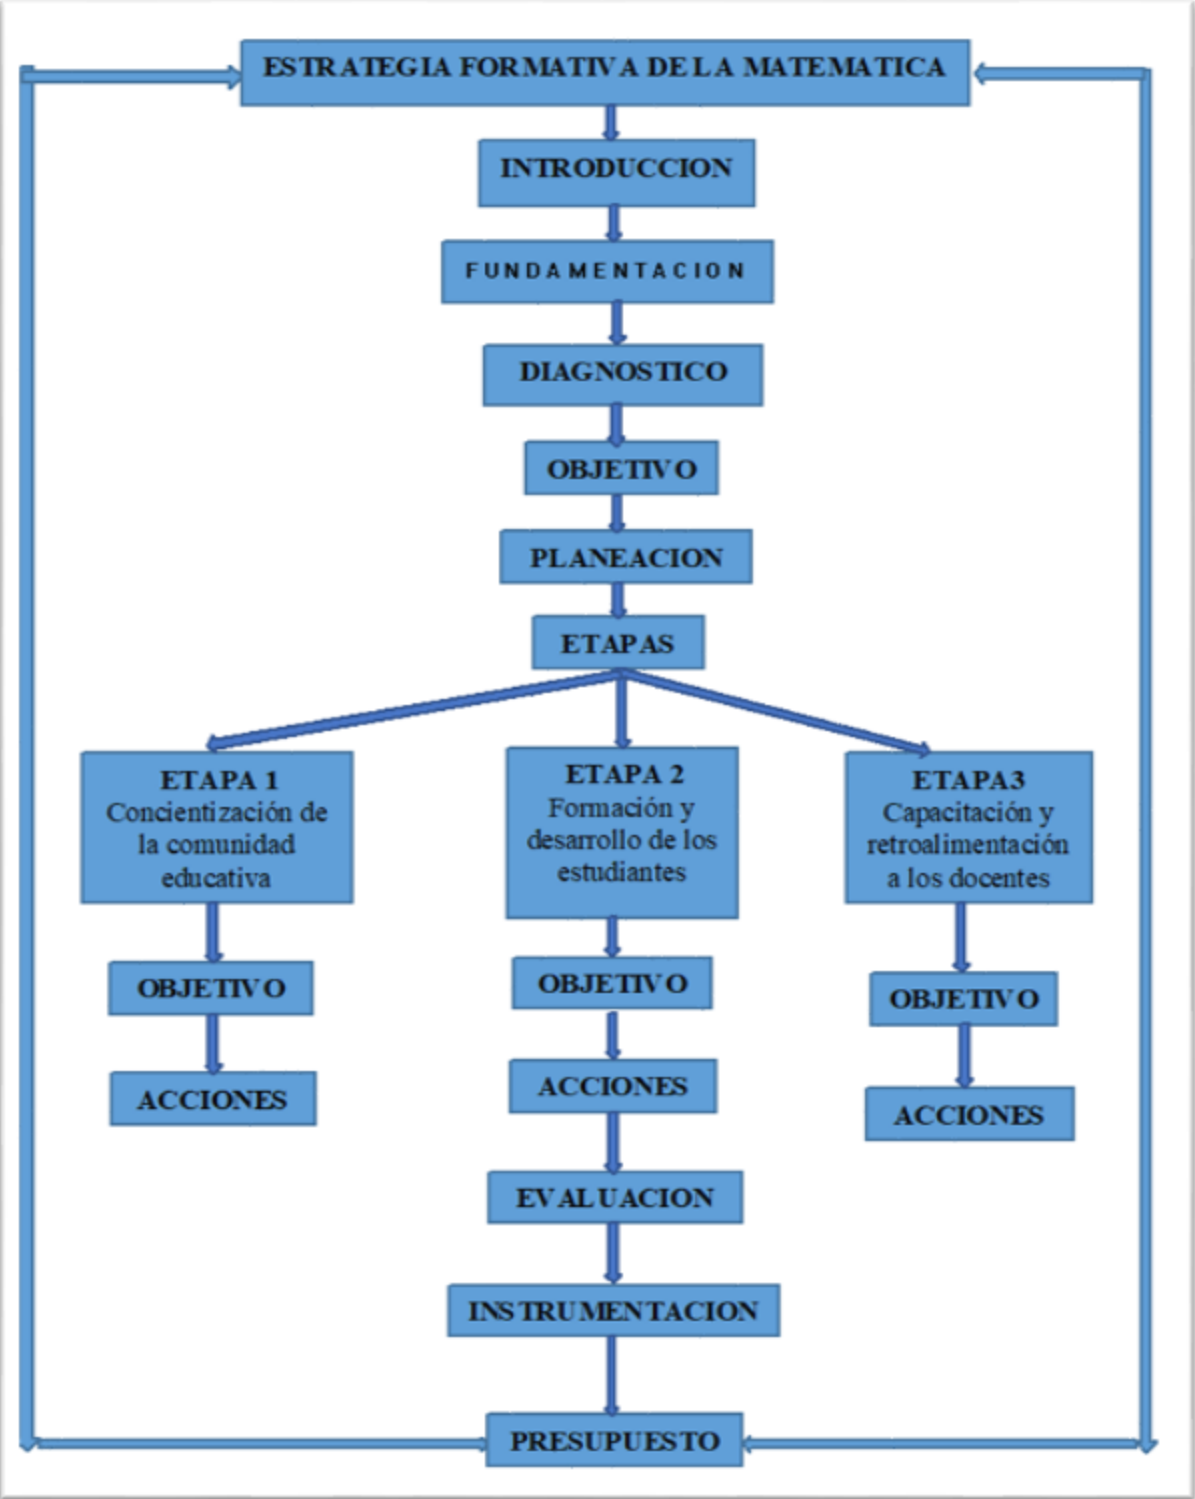 ESTRATEGIA FORMATIVA DE LA MATEMATICA
INTRODUCCION
FUNDAMENTACION
DIAGNOSTICO
OBJETIVO
PLANEACION
ETAPAS
ETAPA 1
Concientización de
la comunidad
educativa
OBJETIVO
ACCIONES
ETAPA 2
Formación y
desarrollo de los
estudiantes
OBJETIVO
ACCIONES
ETAPA3
Capacitación y
retroalimentación
a los docentes
OBJETIVO
ACCIONES
EVALUACION
INSTRUMENTACION
PRESUPUESTO